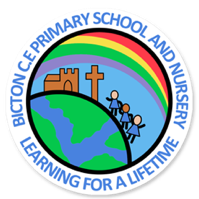 BICTON C.E PRIMARY SCHOOL AND NURSERY
LEARNING FOR A LIFETIME